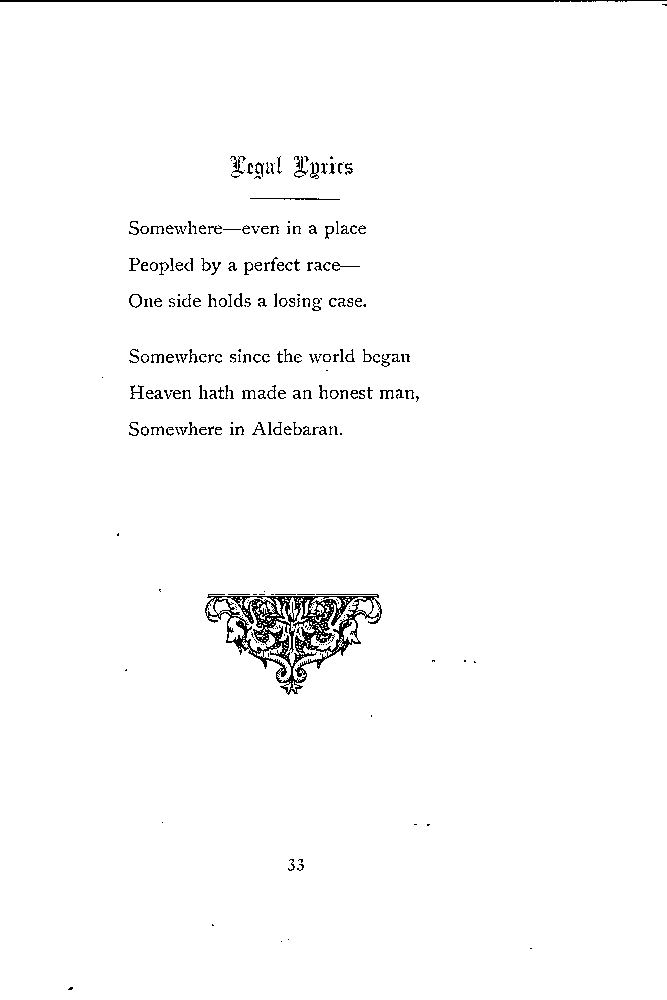 Legal Lyrics
Somewhere—even in a place
Peopled by a perfect race—
One side holds a losing case.
Somewhere since the world began
Heaven hath made an honest man,
Somewhere in Aldebaran.
33